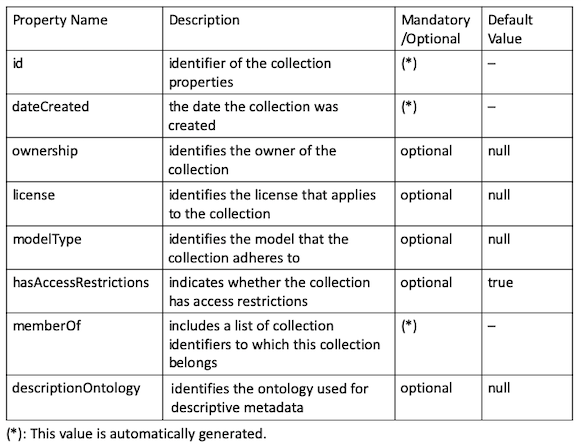 Property Name Description Mandatory Default
/Optional Value
id identifier of the collection (*) –
properties
dateCreated the date the collection was (*) –
created
ownership identifies the owner of the optional null
collection
license identifies the license that applies optional null
to the collection
modelType identifies the model that the optional null
collection adheres to
hasAccessRestrictions indicates whether the collection optional true
has access restrictions
memberOf includes a list of collection (*) –
identifiers to which this collection
belongs
descriptionOntology identifies the ontology used for optional null
descriptive metadata
(*): This value is automatically generated.